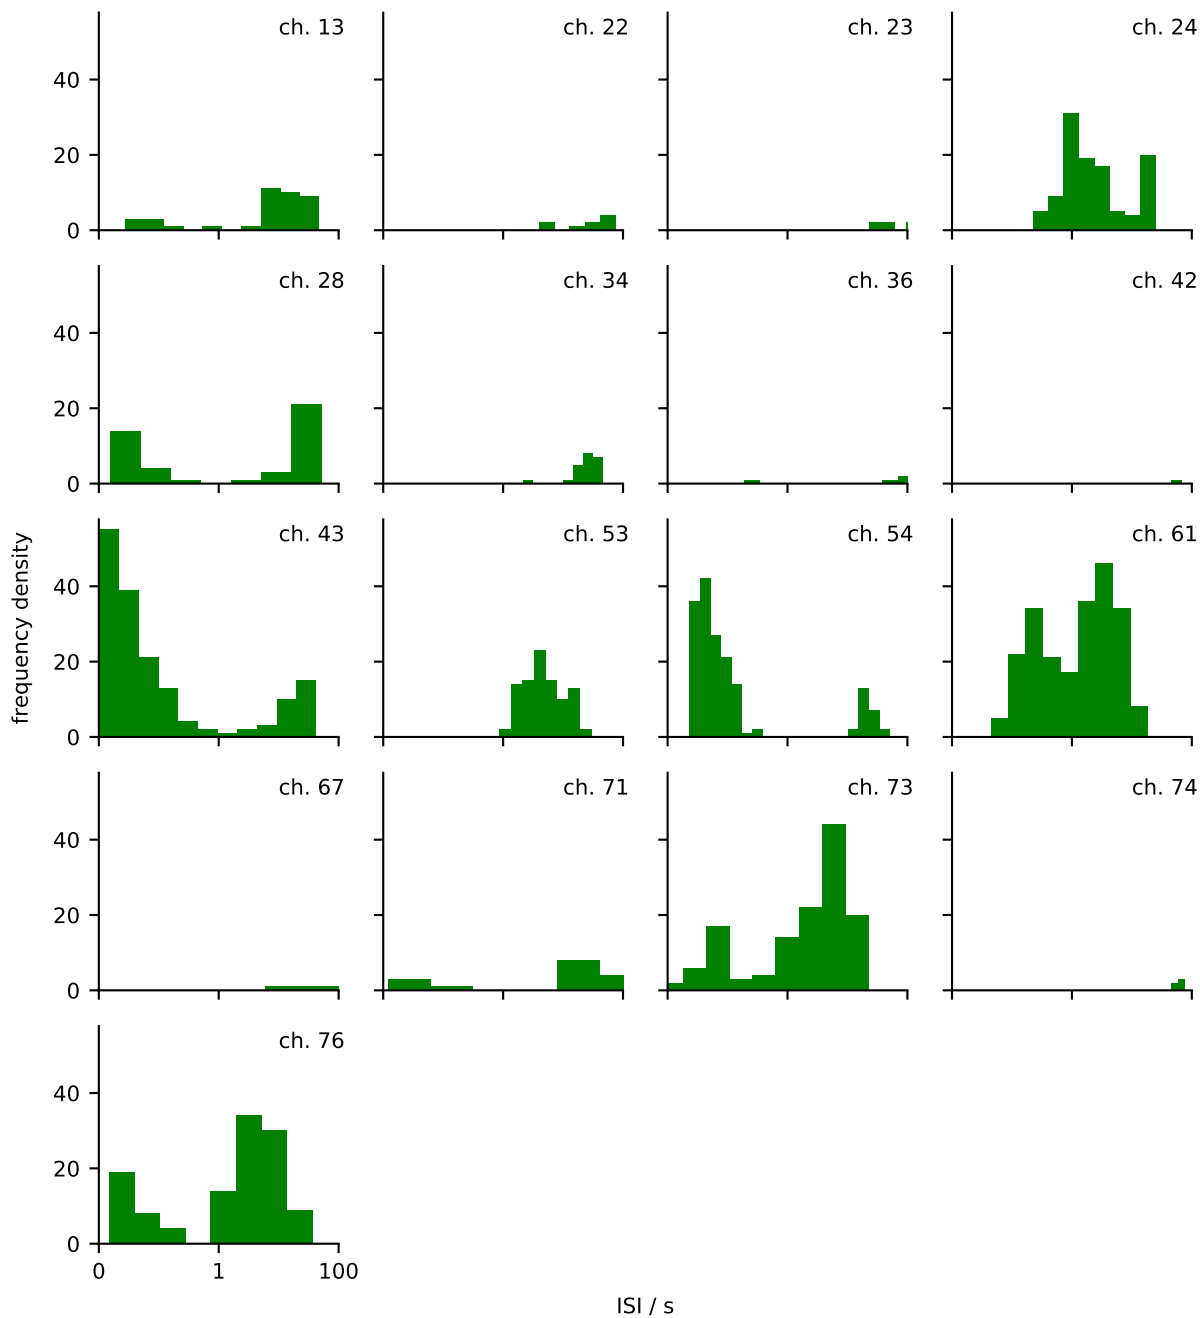 ch. 13
ch. 22
ch. 23
ch. 24
40
20
0
ch. 28
ch. 34
ch. 36
ch. 42
40
20
0
frequency density
ch. 43
ch. 53
ch. 54
ch. 61
40
20
0
ch. 67
ch. 71
ch. 73
ch. 74
40
20
0
ch. 76
40
20
0
0 1 100
ISI / s